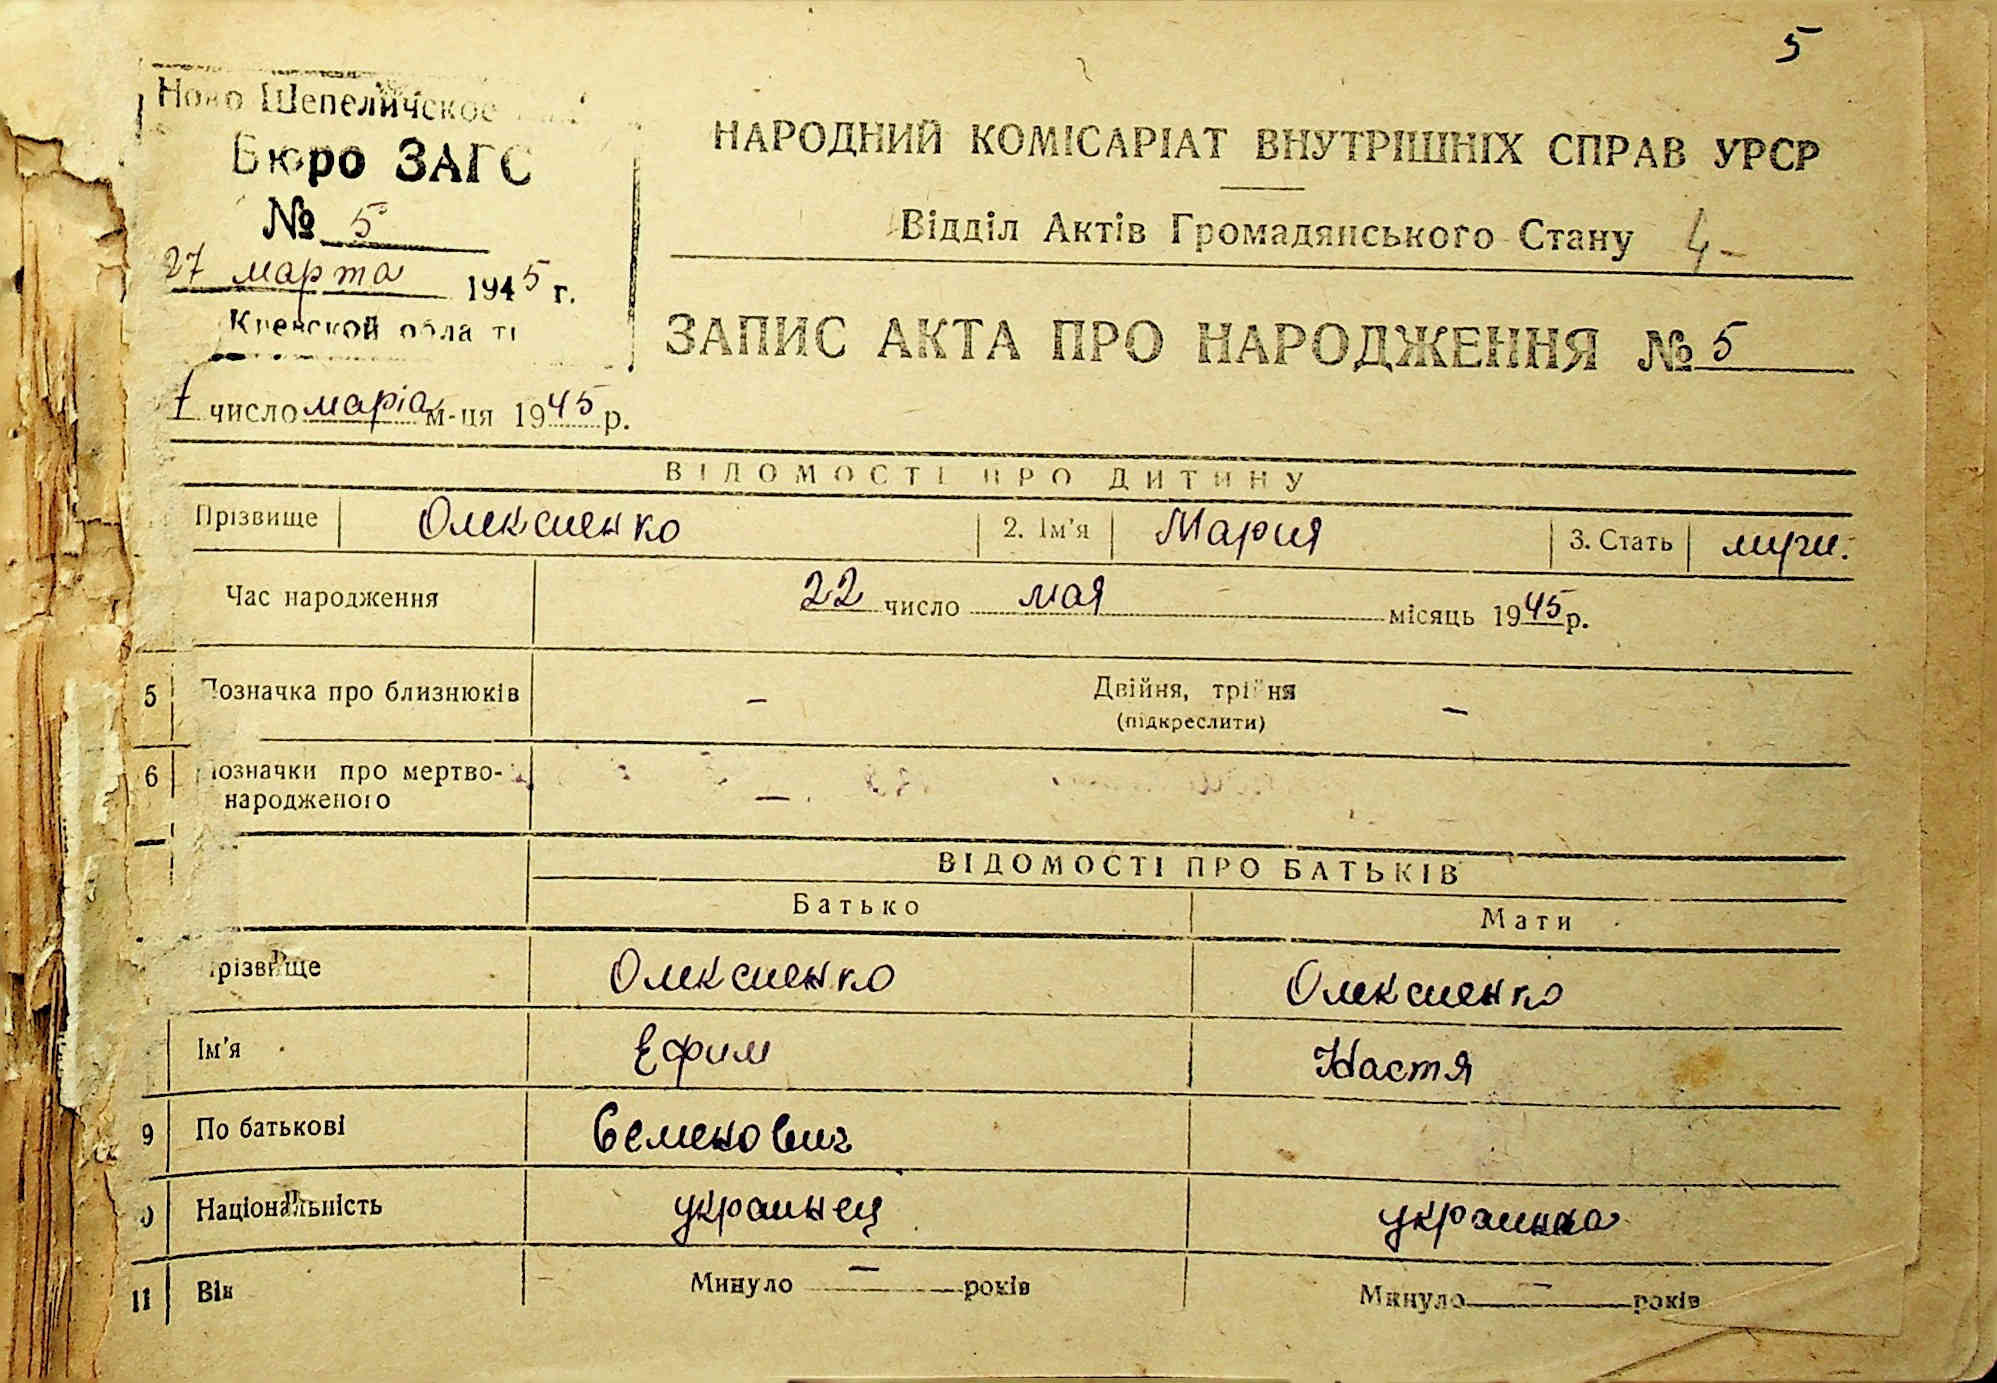 5
Ново Шепеличское
Бюро ЗАГС
№ 5
27 марта 1945 г.
Киевской обла ті
НАРОДНИЙ КОМІСАРІАТ ВНУТРІШНІХ СПРАВ УРСР
Відділ Актів Громадянського Стану 4-
ЗАПИС АКТА ПРО НАРОДЖЕННЯ № 5
число м-ця 1945 р.
ВІДОМОСТІ ПРО ДИТИНУ
Прізвище Олексиенко 2. Ім'я Мария 3. Стать
Час народження 22 число мая місяць 1945 р.
5 Позначка про близнюків – Двійня, трійня –
(підкреслити)
6 Позначки про мертво- –
народженого
ВІДОМОСТІ ПРО БАТЬКІВ
Батько Мати
Прізвище Олексиенко Олексиенко
Ім'я Ефим Настя
9 По батькові Семенович
Національність украинец украинка
11 Вік Минуло – років Минуло – років